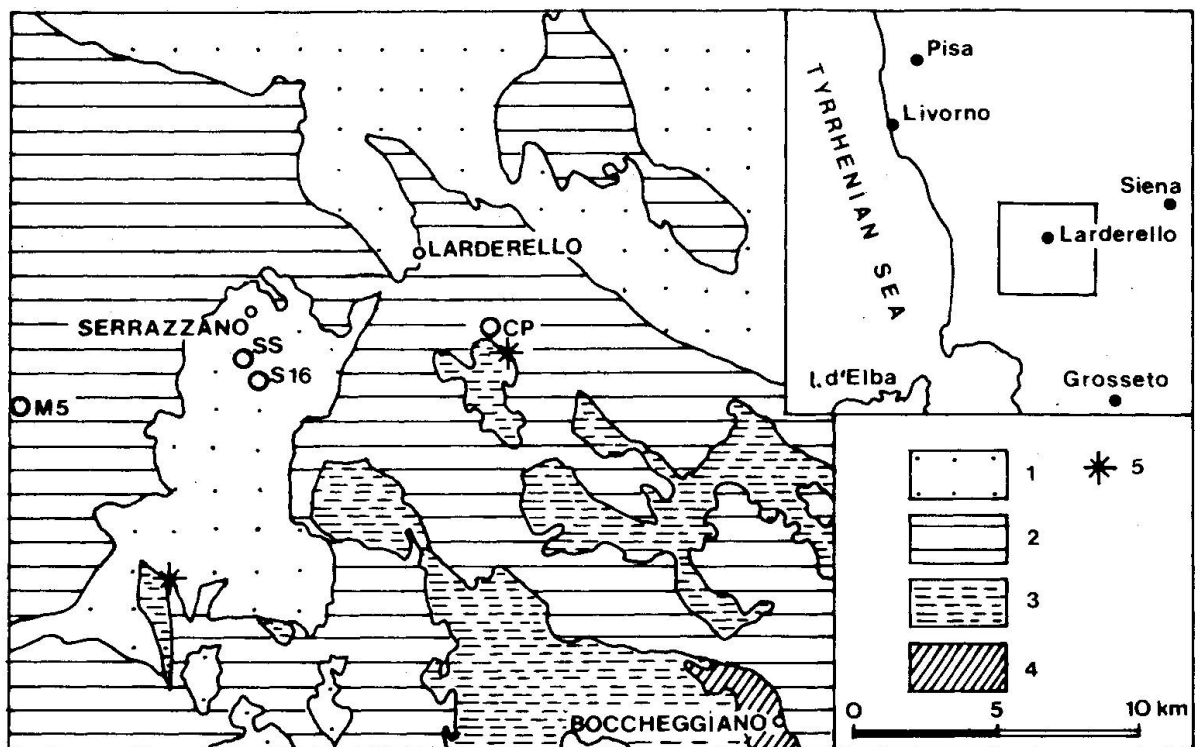 Pisa
TYRRHENIAN SEA
Livorno
Siena
Larderello
I. d'Elba
Grosseto
LARDERELLO
SERRAZZANO
CP
SS
S16
M5
BOCCHEGGIANO
1
5
2
3
4
0 5 10 km